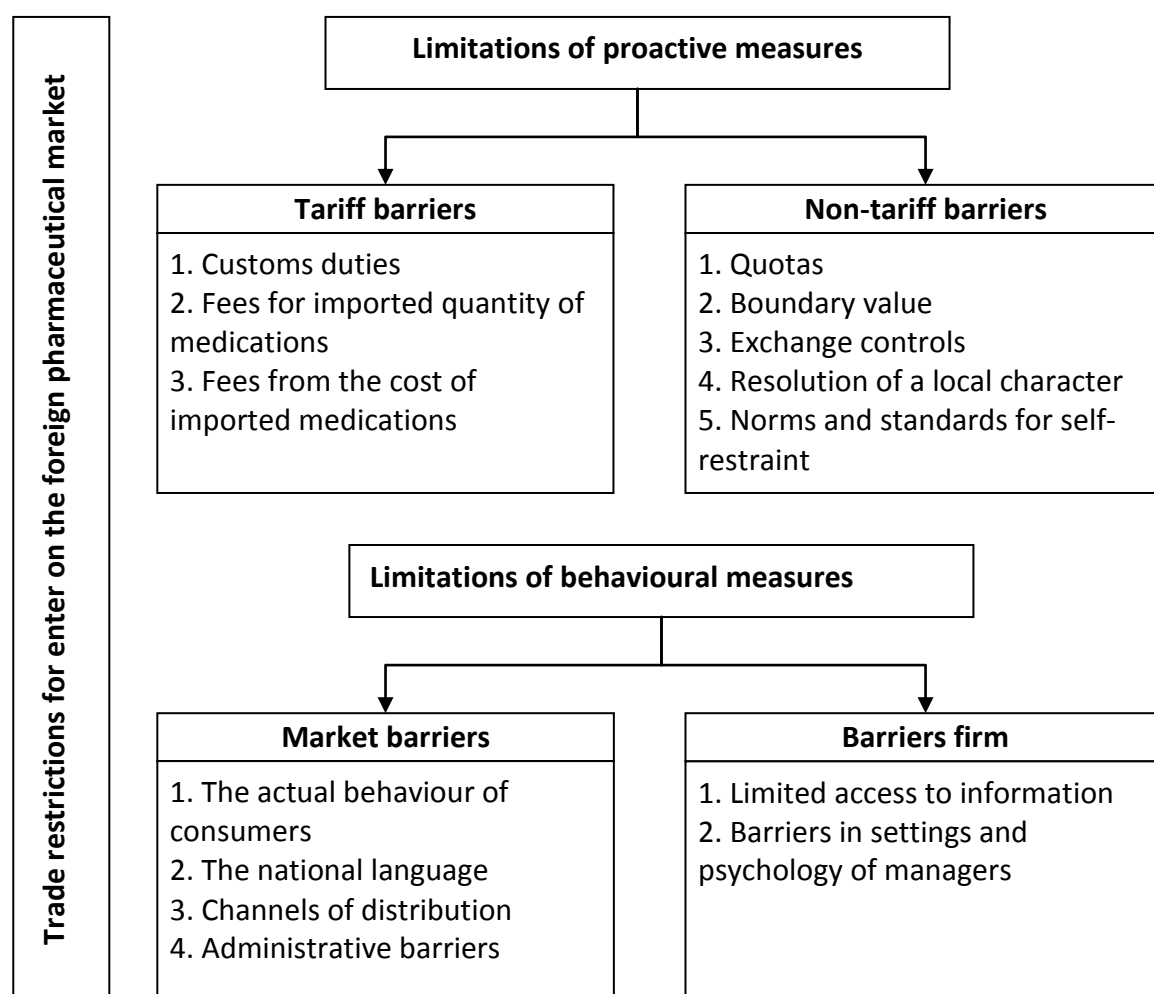 Trade restrictions for enter on the foreign pharmaceutical market
Limitations of proactive measures
Tariff barriers
1. Customs duties
2. Fees for imported quantity of
medications
3. Fees from the cost of
imported medications
Non-tariff barriers
1. Quotas
2. Boundary value
3. Exchange controls
4. Resolution of a local character
5. Norms and standards for self-
restraint
Limitations of behavioural measures
Market barriers
1. The actual behaviour of
consumers
2. The national language
3. Channels of distribution
4. Administrative barriers
Barriers firm
1. Limited access to information
2. Barriers in settings and
psychology of managers